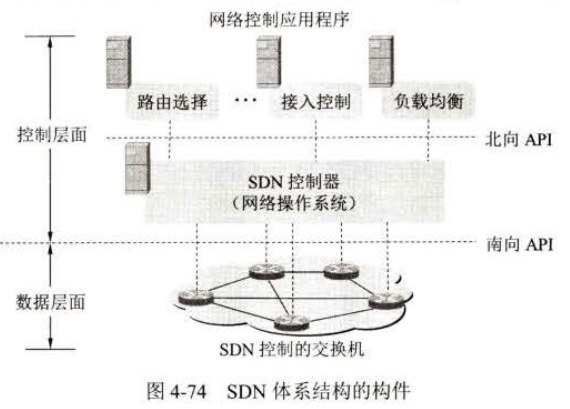 网络控制应用程序
路由选择
···
接入控制
负载均衡
控制层面
北向 API
SDN 控制器
（网络操作系统）
南向 API
数据层面
SDN 控制的交换机
图 4-74 SDN 体系结构的构件